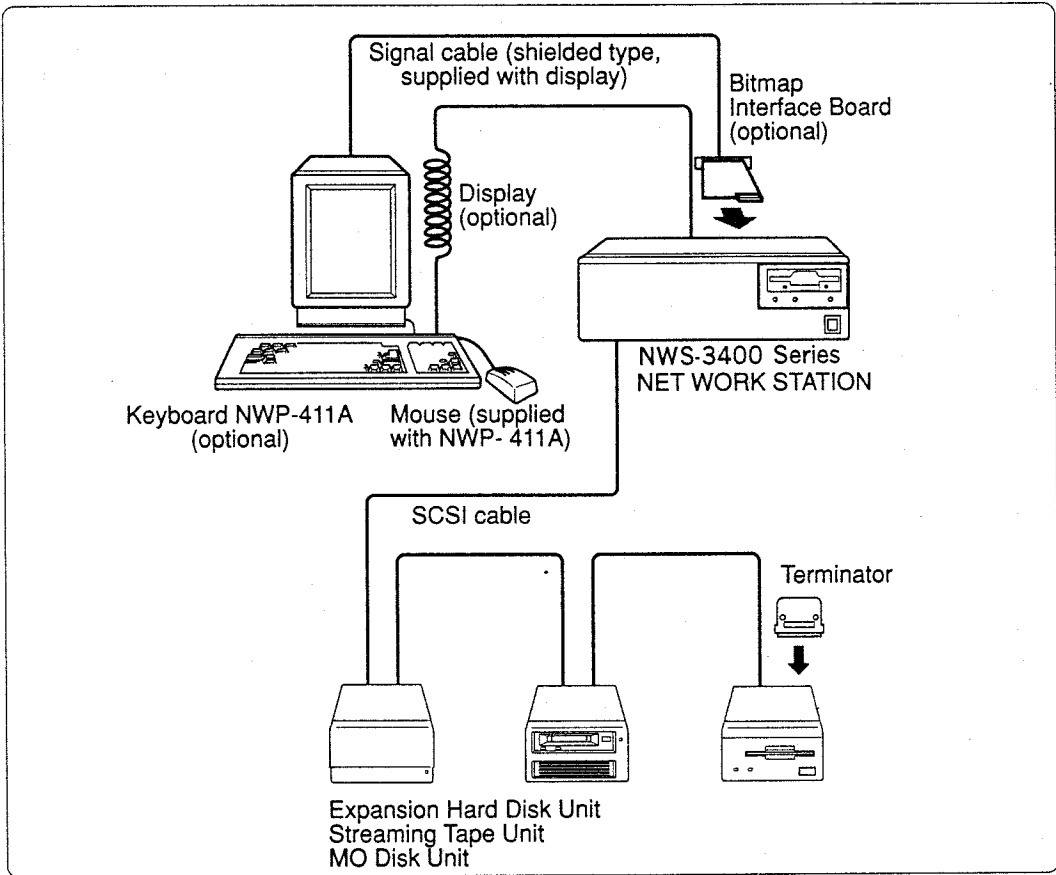 Signal cable (shielded type,
supplied with display)
Bitmap
Interface Board
(optional)
Display
(optional)
NWS-3400 Series
NET WORK STATION
Keyboard NWP-411A
(optional)
Mouse (supplied
with NWP- 411A)
SCSI cable
Terminator
Expansion Hard Disk Unit
Streaming Tape Unit
MO Disk Unit